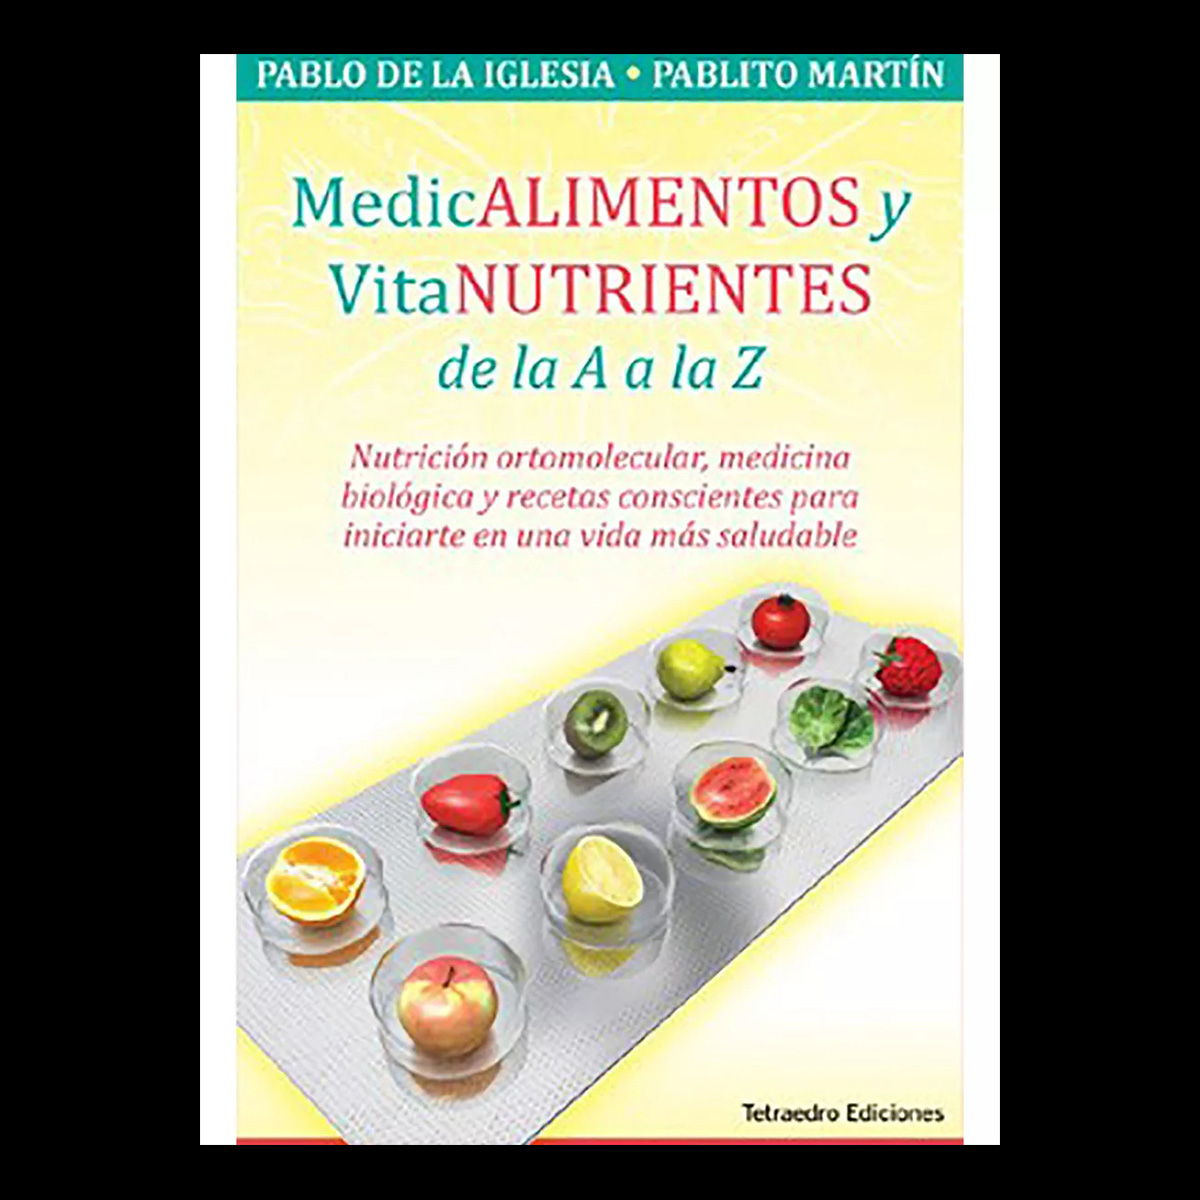 PABLO DE LA IGLESIA • PABLITO MARTÍN
MedicALIMENTOS y
VitaNUTRIENTES
de la A a la Z
Nutrición ortomolecular, medicina
biológica y recetas conscientes para
iniciarte en una vida más saludable
Tetraedro Ediciones